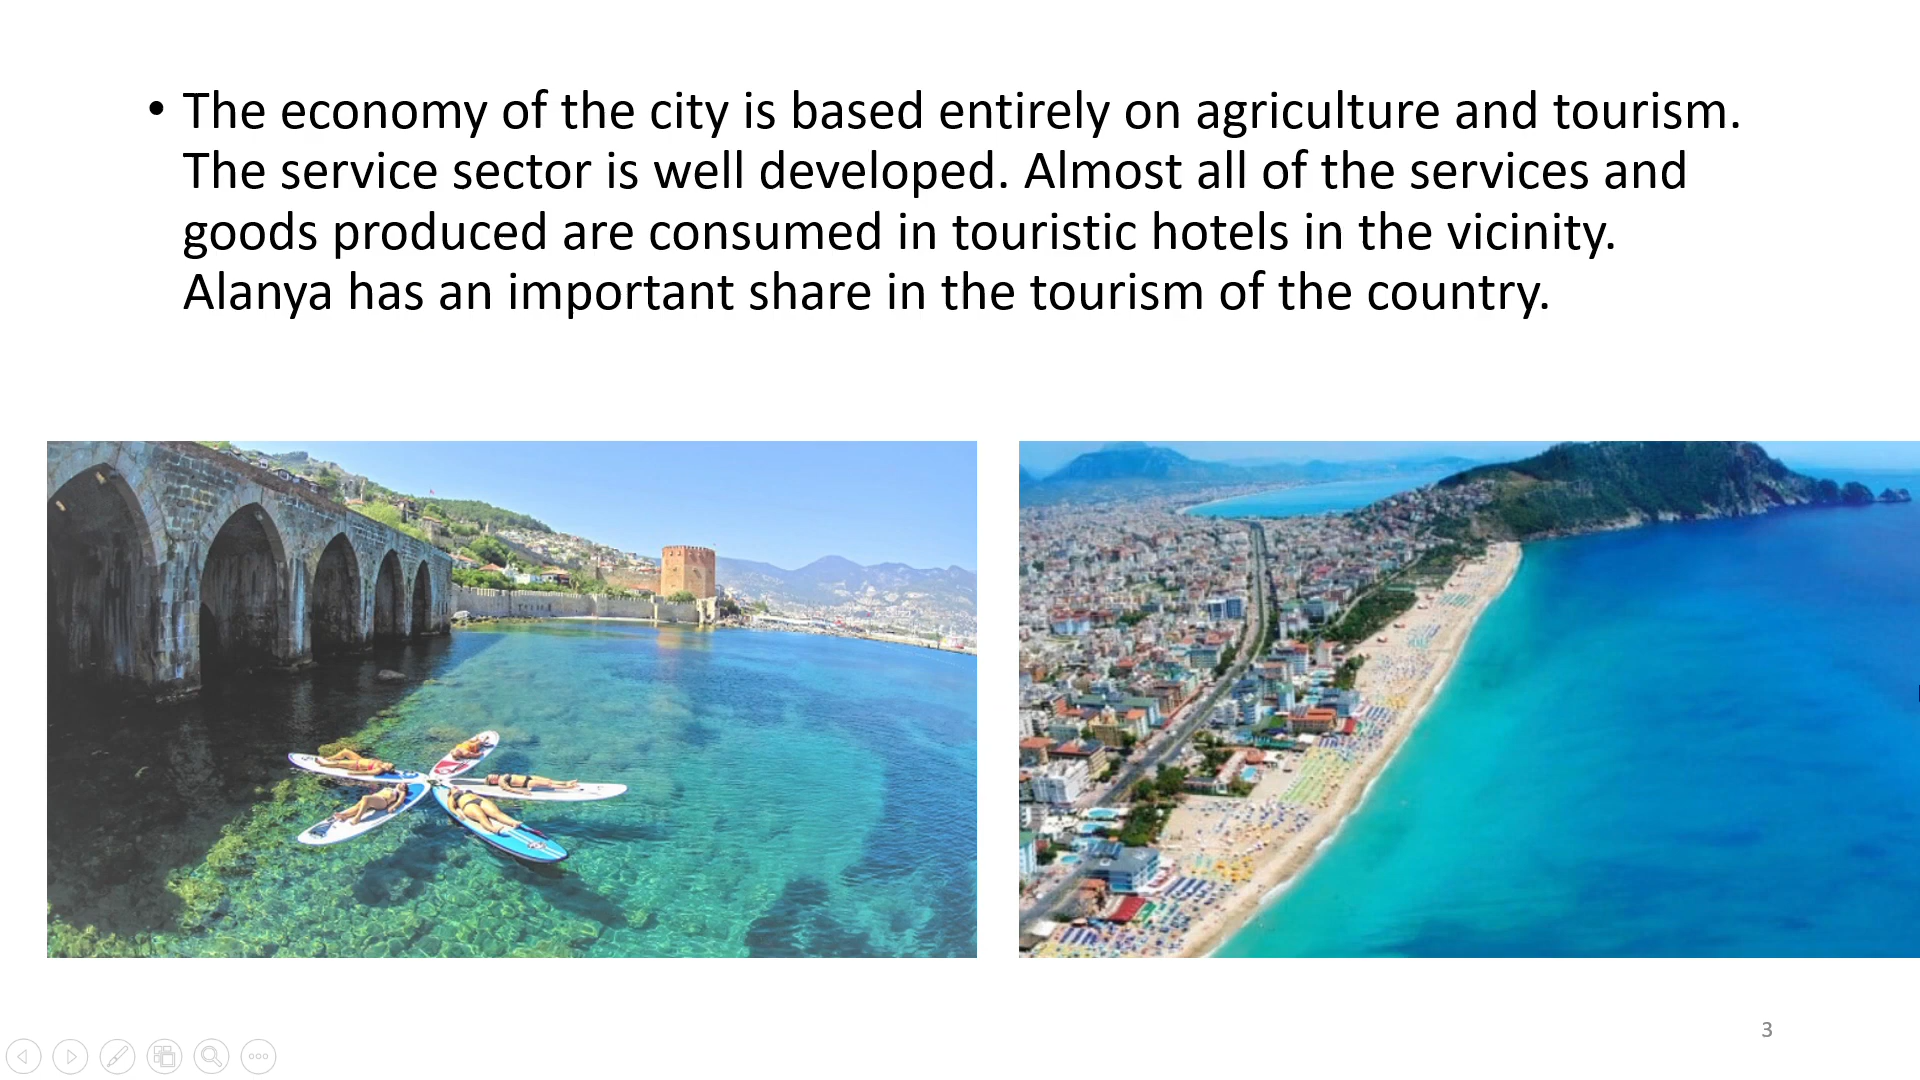 • The economy of the city is based entirely on agriculture and tourism.
The service sector is well developed. Almost all of the services and
goods produced are consumed in touristic hotels in the vicinity.
Alanya has an important share in the tourism of the country.
3